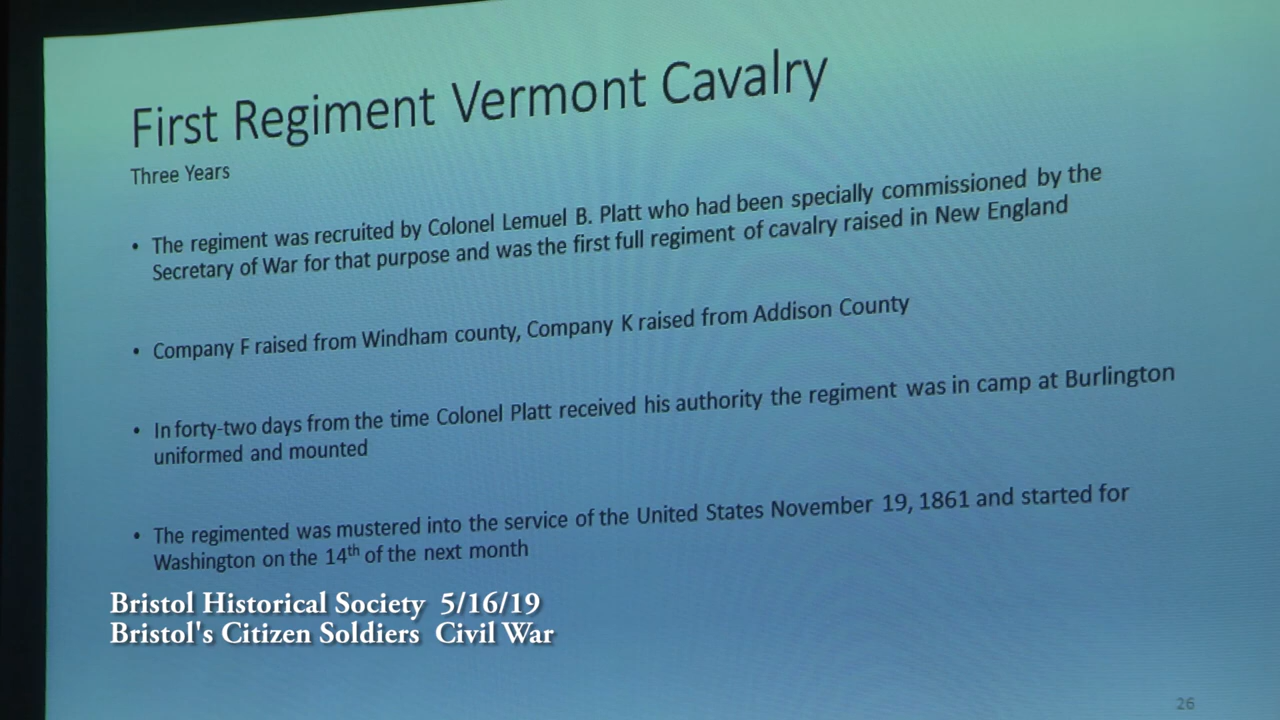 First Regiment Vermont Cavalry
Three Years
• The regiment was recruited by Colonel Lemuel B. Platt who had been specially commissioned by the
Secretary of War for that purpose and was the first full regiment of cavalry raised in New England
• Company F raised from Windham county, Company K raised from Addison County
• In forty-two days from the time Colonel Platt received his authority the regiment was in camp at Burlington
uniformed and mounted
• The regimented was mustered into the service of the United States November 19, 1861 and started for
Washington on the 14th of the next month
Bristol Historical Society 5/16/19
Bristol's Citizen Soldiers Civil War
26